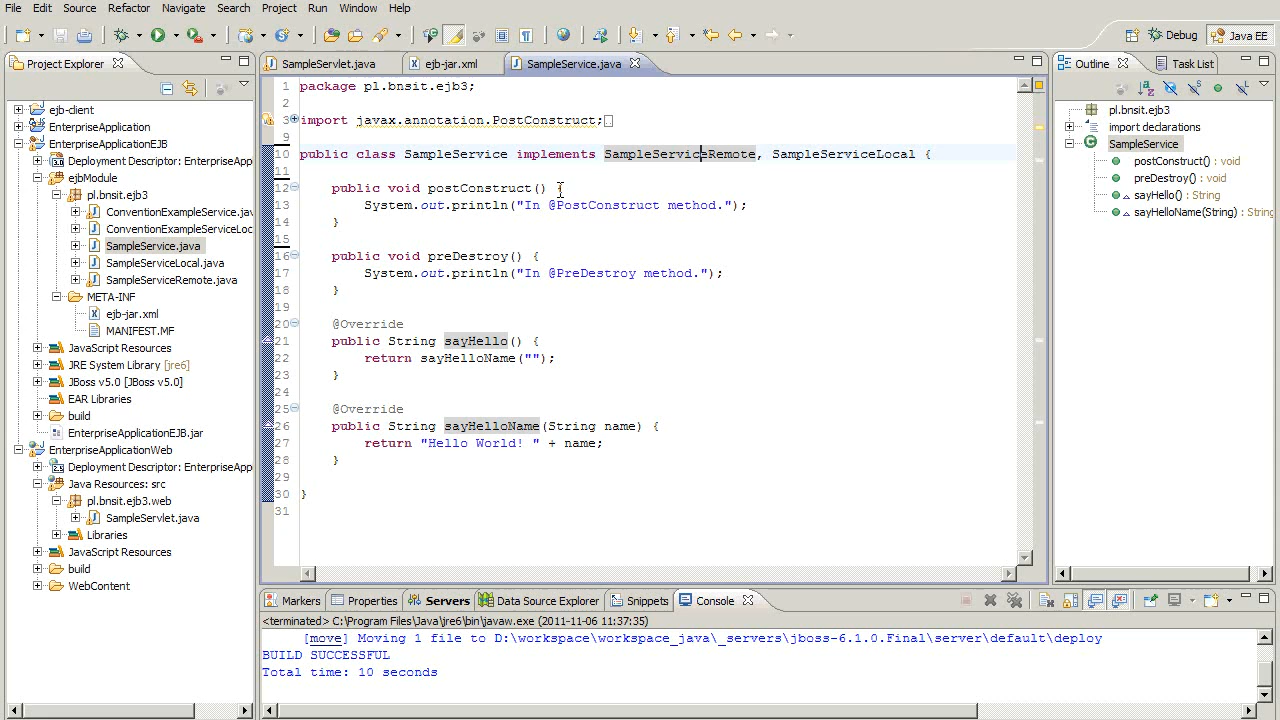 File Edit Source Refactor Navigate Search Project Run Window Help
Debug Java EE
Project Explorer
ejb-client
EnterpriseApplication
EnterpriseApplicationEJB
Deployment Descriptor: EnterpriseApp
ejbModule
pl.bnsit.ejb3
ConventionExampleService.jav
ConventionExampleServiceLoc
SampleService.java
SampleServiceLocal.java
SampleServiceRemote.java
META-INF
ejb-jar.xml
MANIFEST.MF
JavaScript Resources
JRE System Library [jre6]
JBoss v5.0 [JBoss v5.0]
EAR Libraries
build
EnterpriseApplicationEJB.jar
EnterpriseApplicationWeb
Deployment Descriptor: EnterpriseApp
Java Resources: src
pl.bnsit.ejb3.web
SampleServlet.java
Libraries
JavaScript Resources
build
WebContent
SampleServlet.java ejb-jar.xml SampleService.java
1 package pl.bnsit.ejb3;
2
3 import javax.annotation.PostConstruct;
9
10 public class SampleService implements SampleServiceRemote, SampleServiceLocal {
11
12 public void postConstruct() {
13 System.out.println("In @PostConstruct method.");
14 }
15
16 public void preDestroy() {
17 System.out.println("In @PreDestroy method.");
18 }
19
20 @Override
21 public String sayHello() {
22 return sayHelloName("");
23 }
24
25 @Override
26 public String sayHelloName(String name) {
27 return "Hello World! " + name;
28 }
29
30 }
31
Outline Task List
pl.bnsit.ejb3
import declarations
SampleService
postConstruct() : void
preDestroy() : void
sayHello() : String
sayHelloName(String) : String
Markers Properties Servers Data Source Explorer Snippets Console
<terminated> C:\Program Files\Java\jre6\bin\javaw.exe (2011-11-06 11:37:35)
[move] Moving 1 file to D:\workspace\workspace_java\_servers\jboss-6.1.0.Final\server\default\deploy
BUILD SUCCESSFUL
Total time: 10 seconds